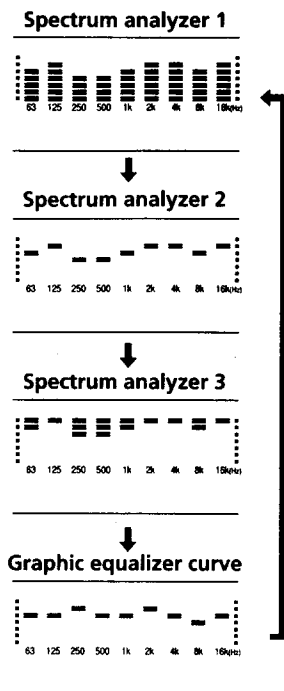 Spectrum analyzer 1
63 125 250 500 1k 2k 4k 8k 16k(Hz)
Spectrum analyzer 2
63 125 250 500 1k 2k 4k 8k 16k(Hz)
Spectrum analyzer 3
63 125 250 500 1k 2k 4k 8k 16k(Hz)
Graphic equalizer curve
63 125 250 500 1k 2k 4k 8k 16k(Hz)